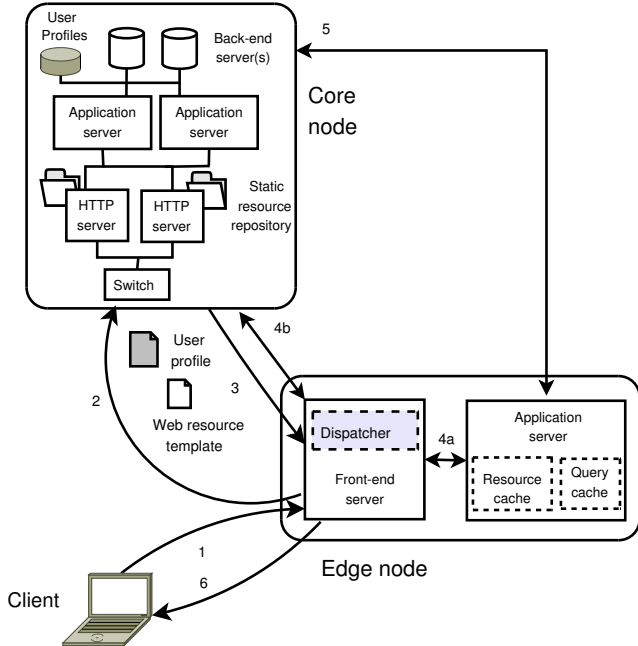 User
Profiles
Back-end
server(s)
5
Application
server
Application
server
Core
node
HTTP
server
HTTP
server
Static
resource
repository
Switch
4b
User
profile
2
3
Web resource
template
Dispatcher
Front-end
server
4a
Application
server
Resource
cache
Query
cache
1
6
Edge node
Client